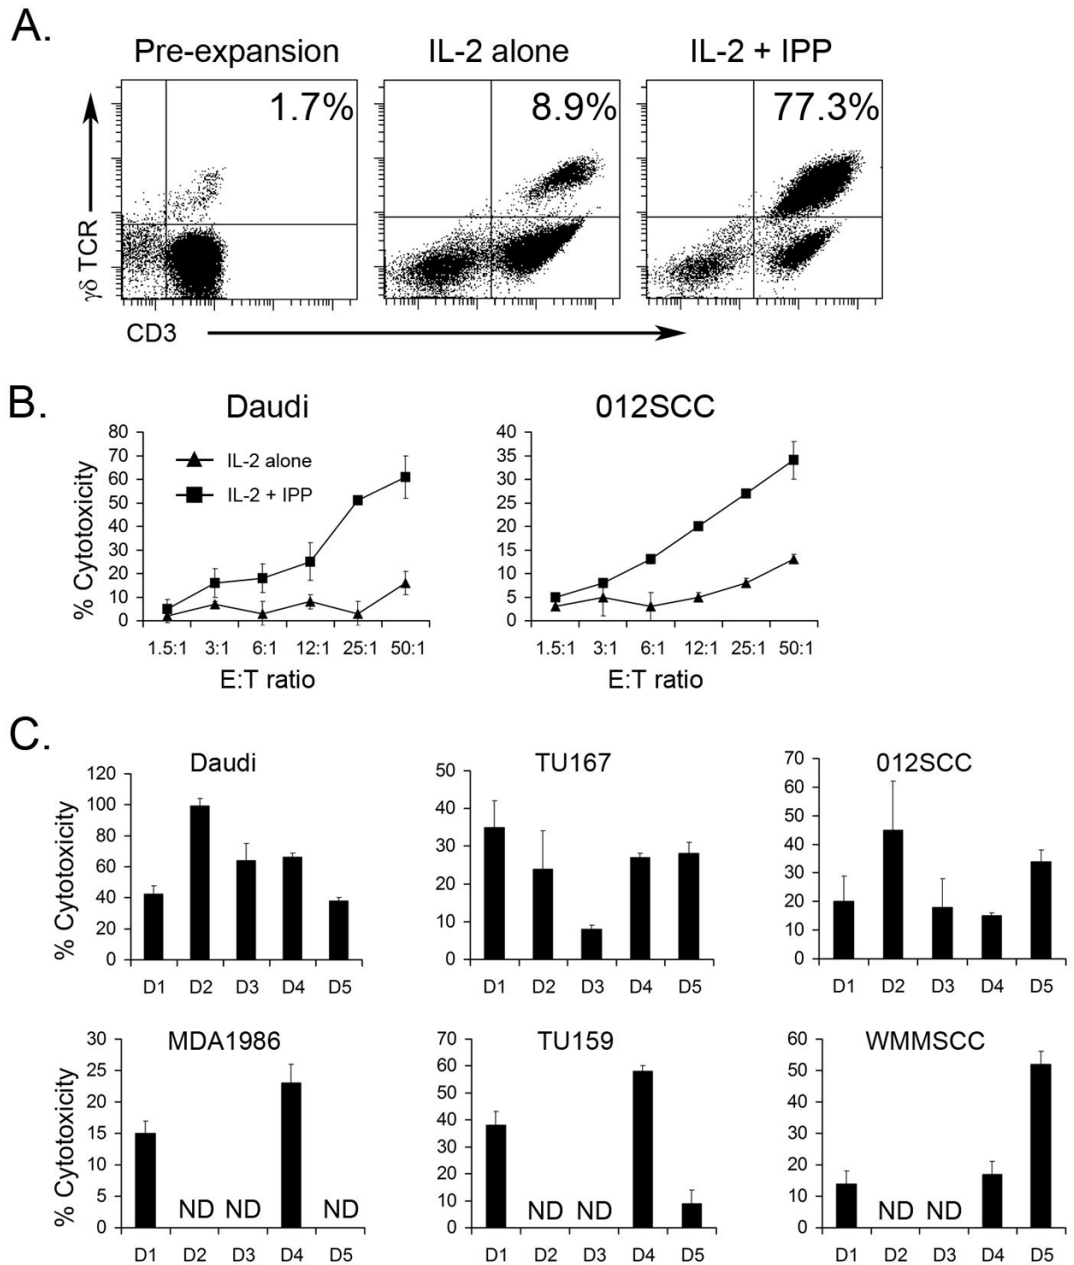 A.
Pre-expansion IL-2 alone IL-2 + IPP
1.7% 8.9% 77.3%
γδ TCR
CD3
B.
Daudi 012SCC
% Cytotoxicity
80
70
60
50
40
30
20
10
0
IL-2 alone
IL-2 + IPP
1.5:1 3:1 6:1 12:1 25:1 50:1
E:T ratio
40
35
30
25
20
15
10
5
0
1.5:1 3:1 6:1 12:1 25:1 50:1
E:T ratio
C.
Daudi
% Cytotoxicity
120
100
80
60
40
20
0
D1 D2 D3 D4 D5
TU167
50
40
30
20
10
0
D1 D2 D3 D4 D5
012SCC
70
60
50
40
30
20
10
0
D1 D2 D3 D4 D5
MDA1986
% Cytotoxicity
30
25
20
15
10
5
0
ND ND ND
D1 D2 D3 D4 D5
TU159
70
60
50
40
30
20
10
0
ND ND
D1 D2 D3 D4 D5
WMMSCC
60
50
40
30
20
10
0
ND ND
D1 D2 D3 D4 D5